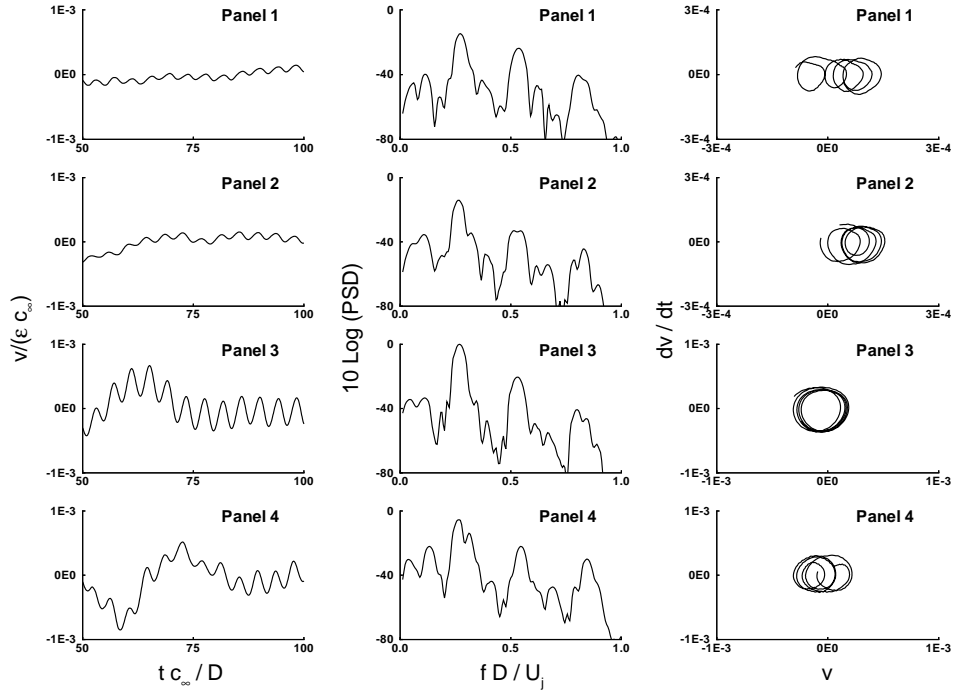 Panel 1
Panel 1
Panel 1
1E-3
0
3E-4
0E0
-40
0E0
-1E-3
-80
-3E-4
50 75 100
0.0 0.5 1.0
-3E-4 0E0 3E-4
Panel 2
Panel 2
Panel 2
1E-3
0
3E-4
0E0
-40
0E0
-1E-3
-80
-3E-4
50 75 100
0.0 0.5 1.0
-3E-4 0E0 3E-4
v/(ε c∞)
10 Log (PSD)
dv / dt
Panel 3
Panel 3
Panel 3
1E-3
0
1E-3
0E0
-40
0E0
-1E-3
-80
-1E-3
50 75 100
0.0 0.5 1.0
-1E-3 0E0 1E-3
Panel 4
Panel 4
Panel 4
1E-3
0
1E-3
0E0
-40
0E0
-1E-3
-80
-1E-3
50 75 100
0.0 0.5 1.0
-1E-3 0E0 1E-3
t c∞ / D
f D / Uj
v